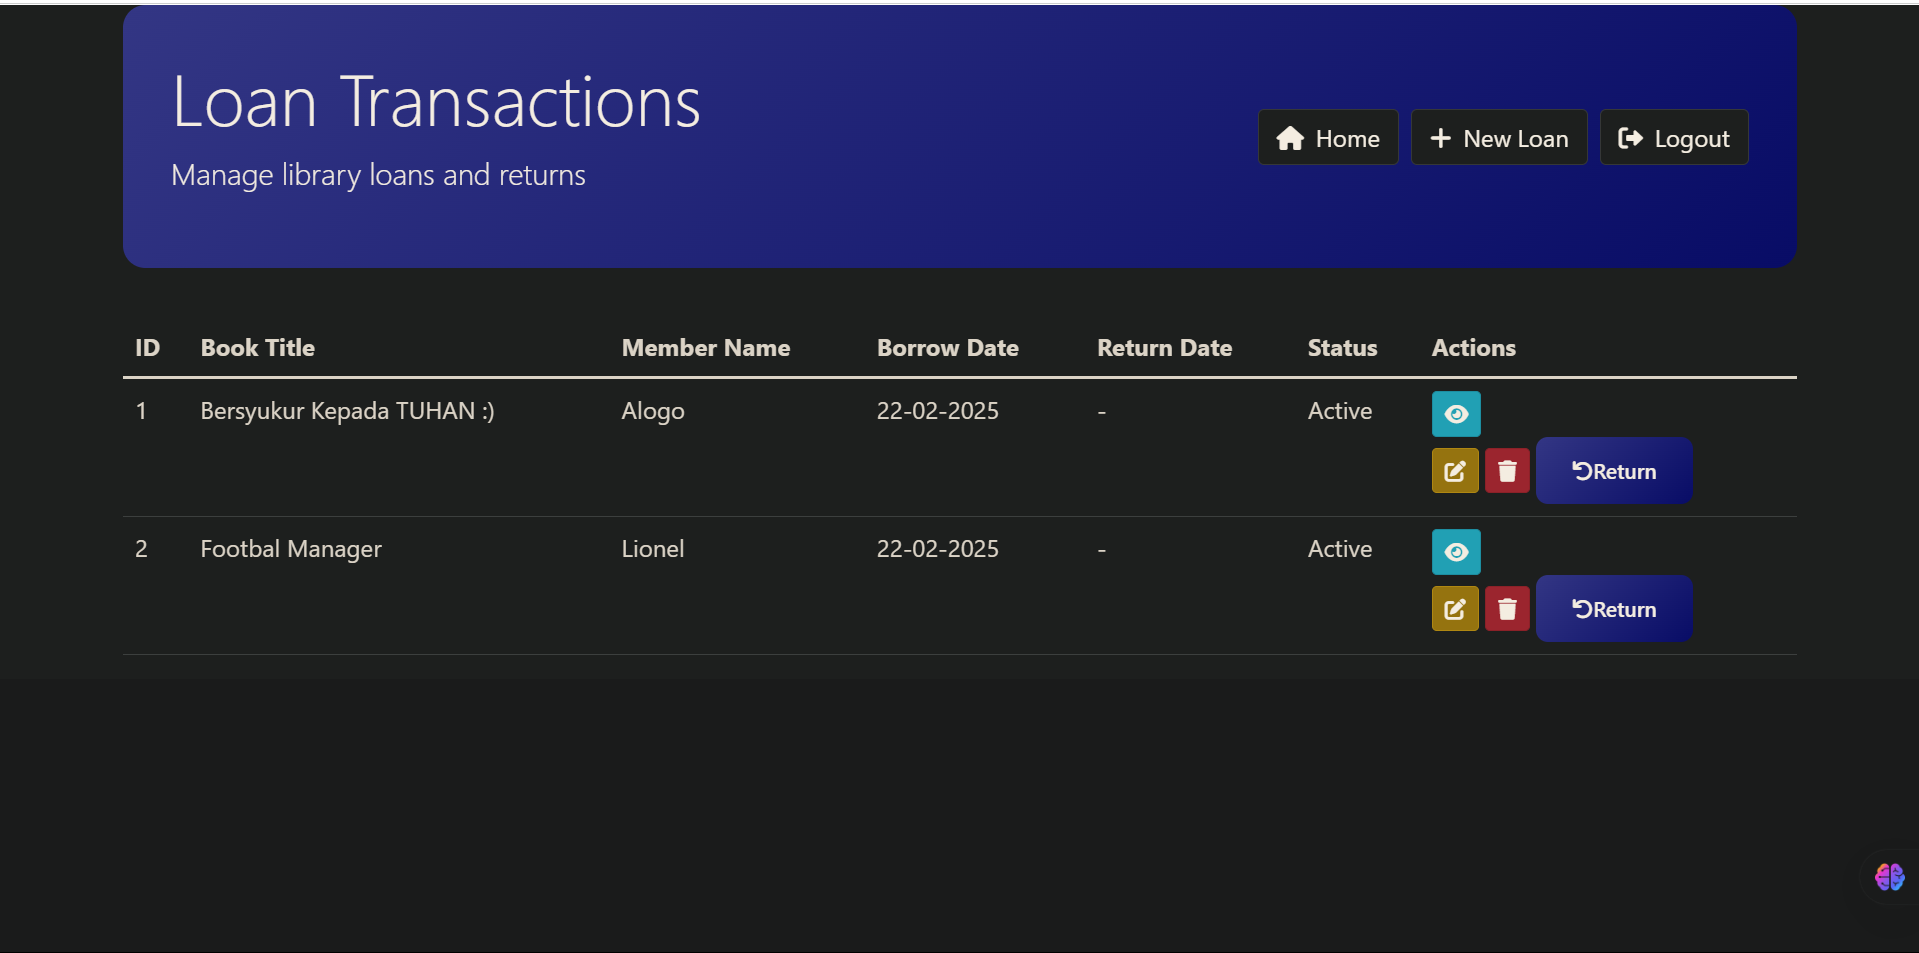 Loan Transactions
Manage library loans and returns
Home
New Loan
Logout
ID Book Title Member Name Borrow Date Return Date Status Actions
1 Bersyukur Kepada TUHAN :) Alogo 22-02-2025 - Active
Return
2 Footbal Manager Lionel 22-02-2025 - Active
Return